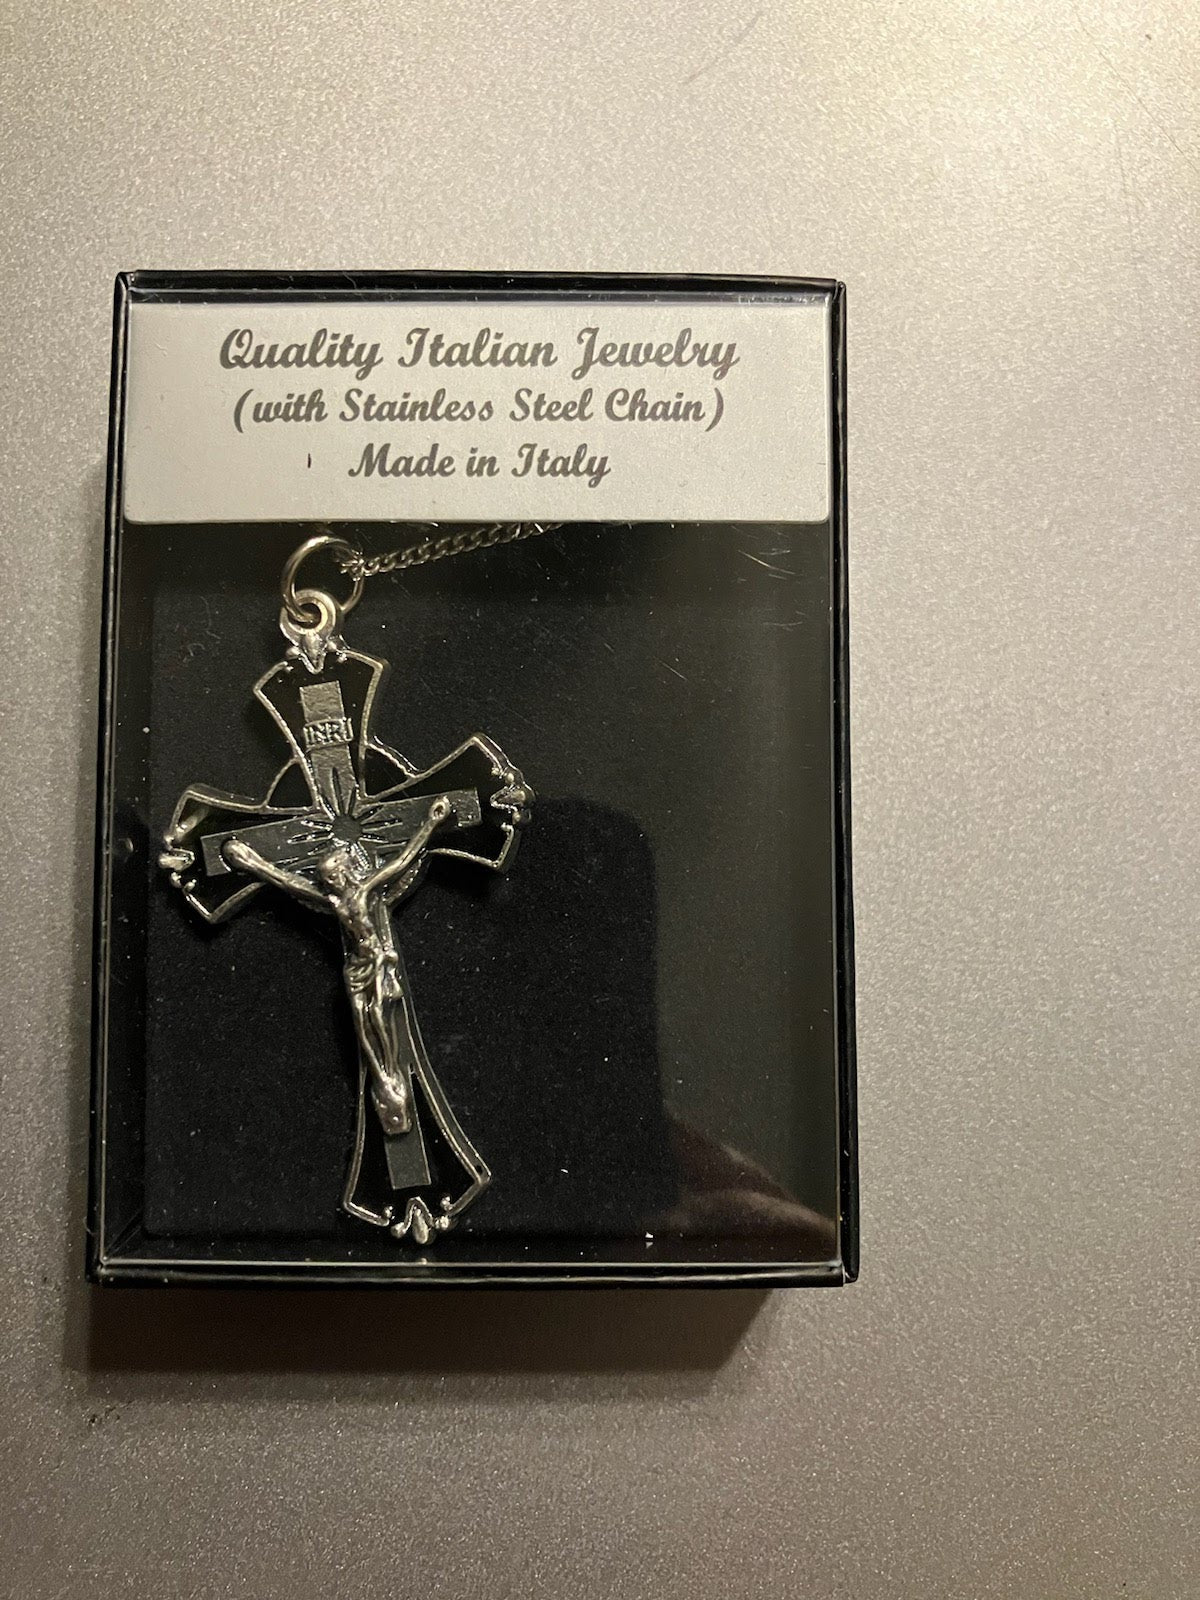 Quality Italian Jewelry
(with Stainless Steel Chain)
Made in Italy
INRI